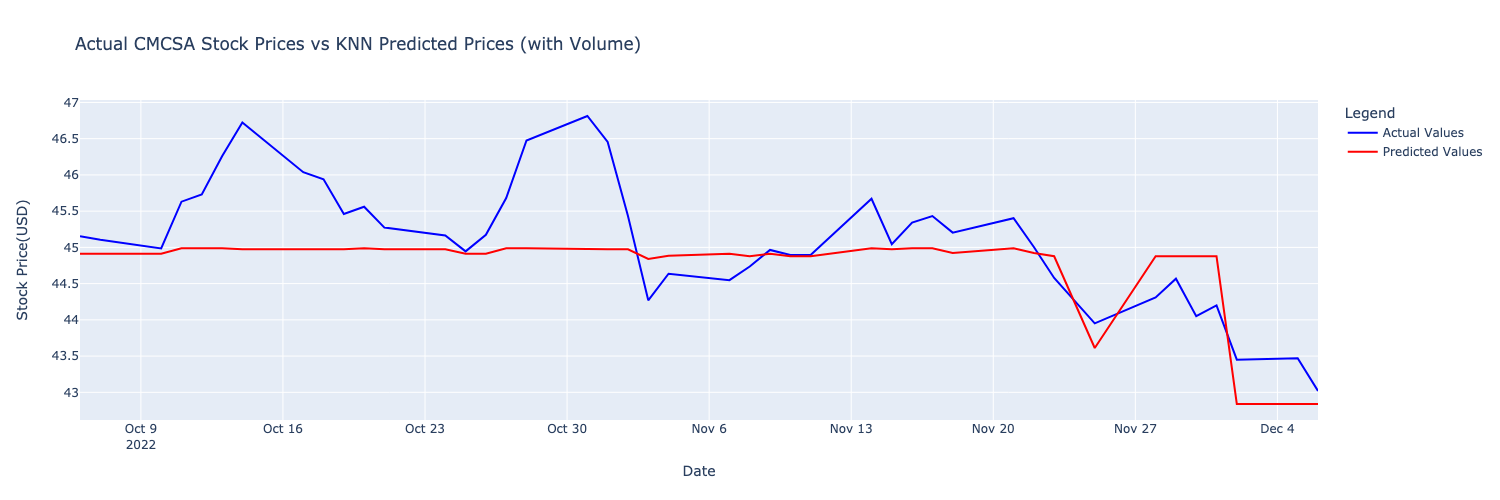 Actual CMCSA Stock Prices vs KNN Predicted Prices (with Volume)
Legend
Actual Values
Predicted Values
Stock Price(USD)
47
46.5
46
45.5
45
44.5
44
43.5
43
Oct 9 Oct 16 Oct 23 Oct 30 Nov 6 Nov 13 Nov 20 Nov 27 Dec 4
2022
Date